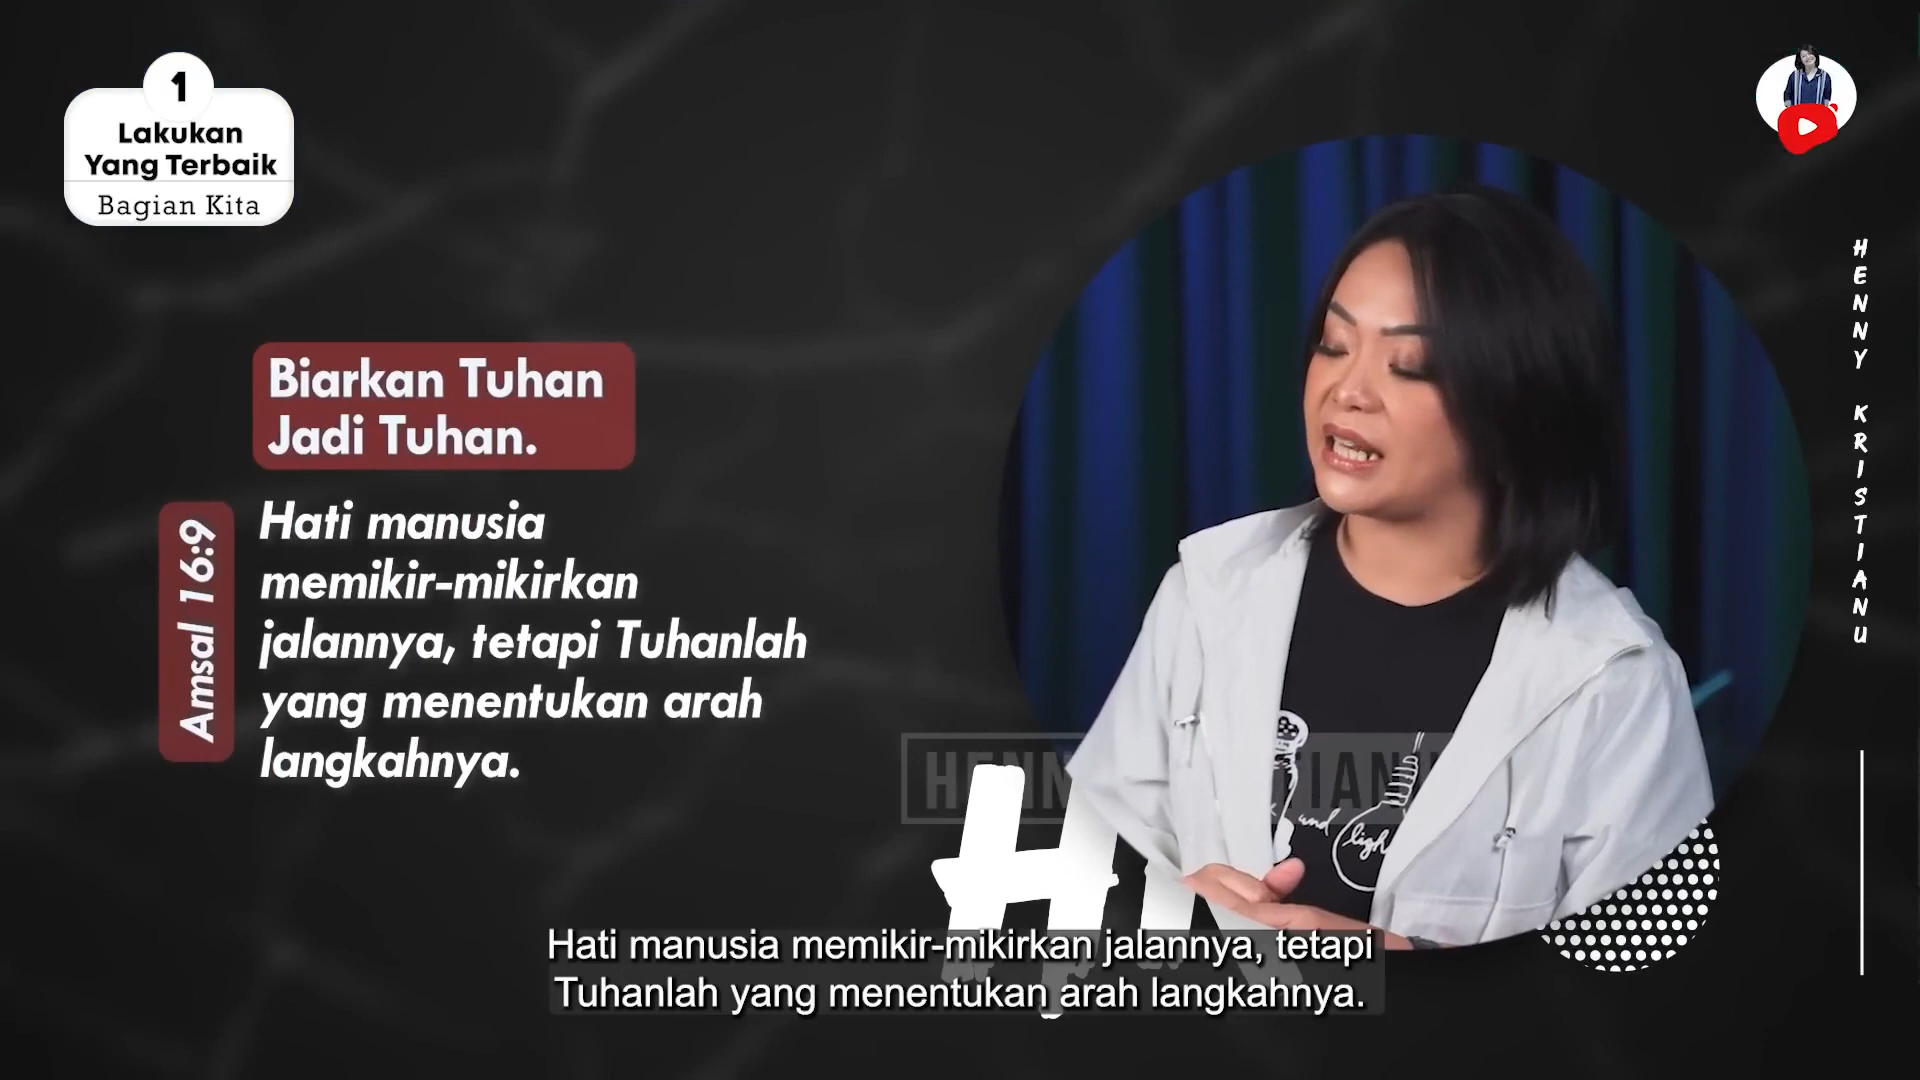 1
Lakukan
Yang Terbaik
Bagian Kita
Biarkan Tuhan
Jadi Tuhan.
Amsal 16:9
Hati manusia
memikir-mikirkan
jalannya, tetapi Tuhanlah
yang menentukan arah
langkahnya.
HENNY KRISTIANU
and
Hati manusia memikir-mikirkan jalannya, tetapi
Tuhanlah yang menentukan arah langkahnya.